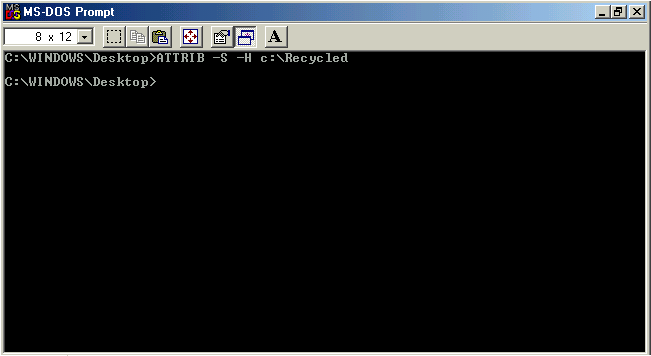 MS-DOS Prompt
8 x 12
A
C:\WINDOWS\Desktop>ATTRIB -S -H c:\Recycled
C:\WINDOWS\Desktop>